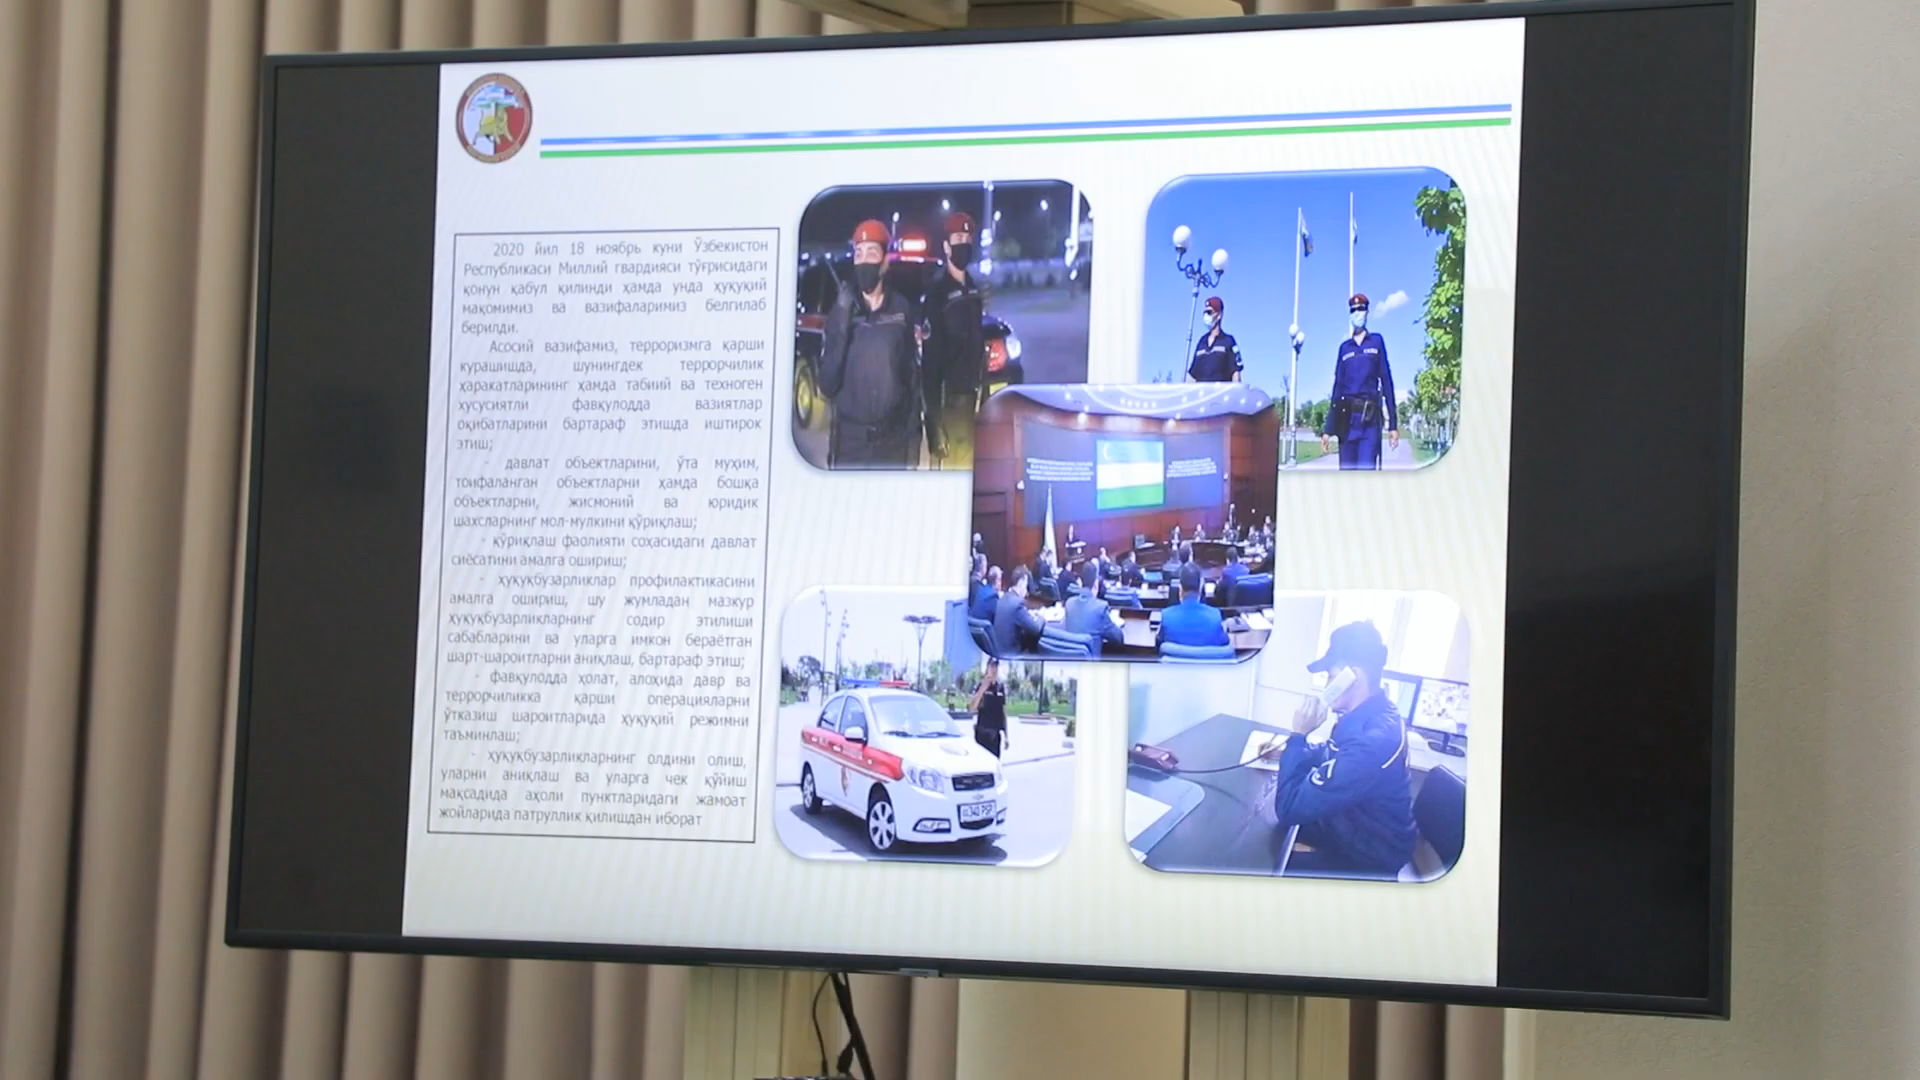 2020 йил 18 ноябрь куни Ўзбекистон
Республикаси Миллий гвардияси тўғрисидаги
қонун қабул қилинди ҳамда унда ҳуқуқий
мақомимиз ва вазифаларимиз белгилаб
берилди.
Асосий вазифамиз, терроризмга қарши
курашишда, шунингдек террорчилик
ҳаракатларининг ҳамда табиий ва техноген
хусусиятли фавқулодда вазиятлар
оқибатларини бартараф этишда иштирок
этиш;
- давлат объектларини, ўта муҳим,
тоифаланган объектларни ҳамда бошқа
объектларни, жисмоний ва юридик
шахсларнинг мол-мулкини қўриқлаш;
- қўриқлаш фаолияти соҳасидаги давлат
сиёсатини амалга ошириш;
- ҳуқуқбузарликлар профилактикасини
амалга ошириш, шу жумладан мазкур
ҳуқуқбузарликларнинг содир этилиши
сабабларини ва уларга имкон бераётган
шарт-шароитларни аниқлаш, бартараф этиш;
- фавқулодда ҳолат, алоҳида давр ва
террорчиликка қарши операцияларни
ўтказиш шароитларида ҳуқуқий режимни
таъминлаш;
- ҳуқуқбузарликларнинг олдини олиш,
уларни аниқлаш ва уларга чек қўйиш
мақсадида аҳоли пунктларидаги жамоат
жойларида патруллик қилишдан иборат